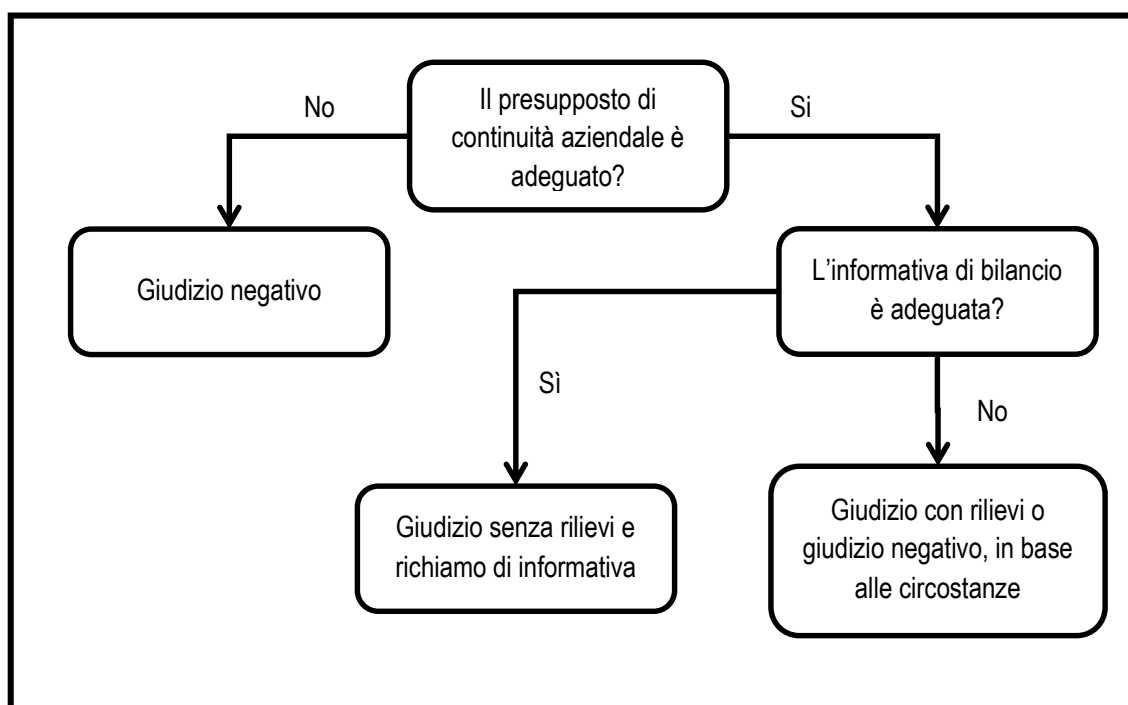 Il presupposto di
continuità aziendale è
adeguato?
No
Si
Giudizio negativo
L'informativa di bilancio
è adeguata?
Sì
No
Giudizio senza rilievi e
richiamo di informativa
Giudizio con rilievi o
giudizio negativo, in base
alle circostanze